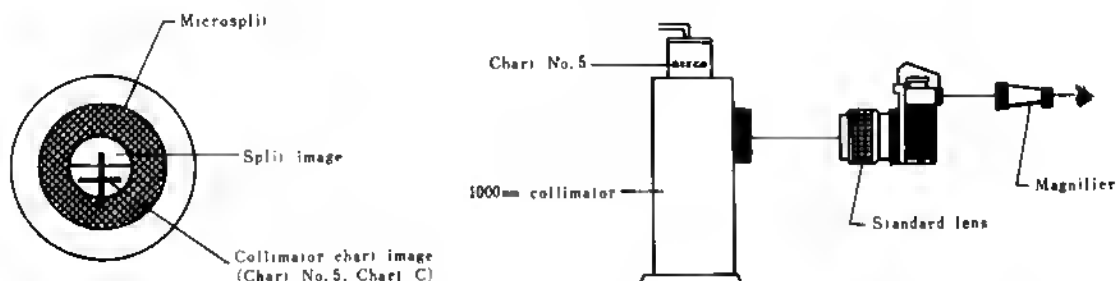 Microsplit
Split image
Collimator chart image
(Chart No.5, Chart C)
Chart No.5
1000mm collimator
Standard lens
Magnifier